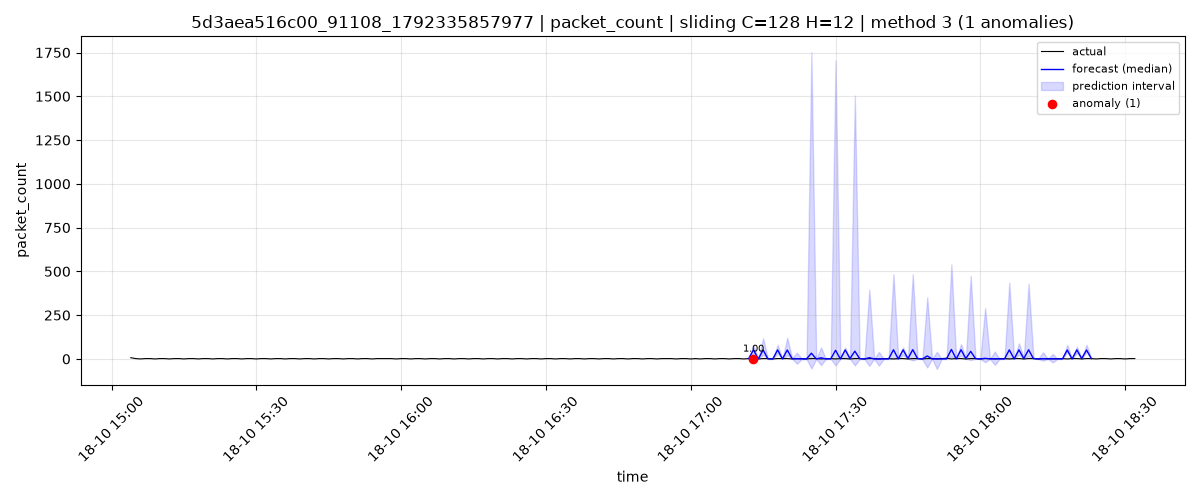 5d3aea516c00_91108_1792335857977 | packet_count | sliding C=128 H=12 | method 3 (1 anomalies)
packet_count
1750
1500
1250
1000
750
500
250
0
actual
forecast (median)
prediction interval
anomaly (1)
1.00
18-10 15:00
18-10 15:30
18-10 16:00
18-10 16:30
18-10 17:00
18-10 17:30
18-10 18:00
18-10 18:30
time